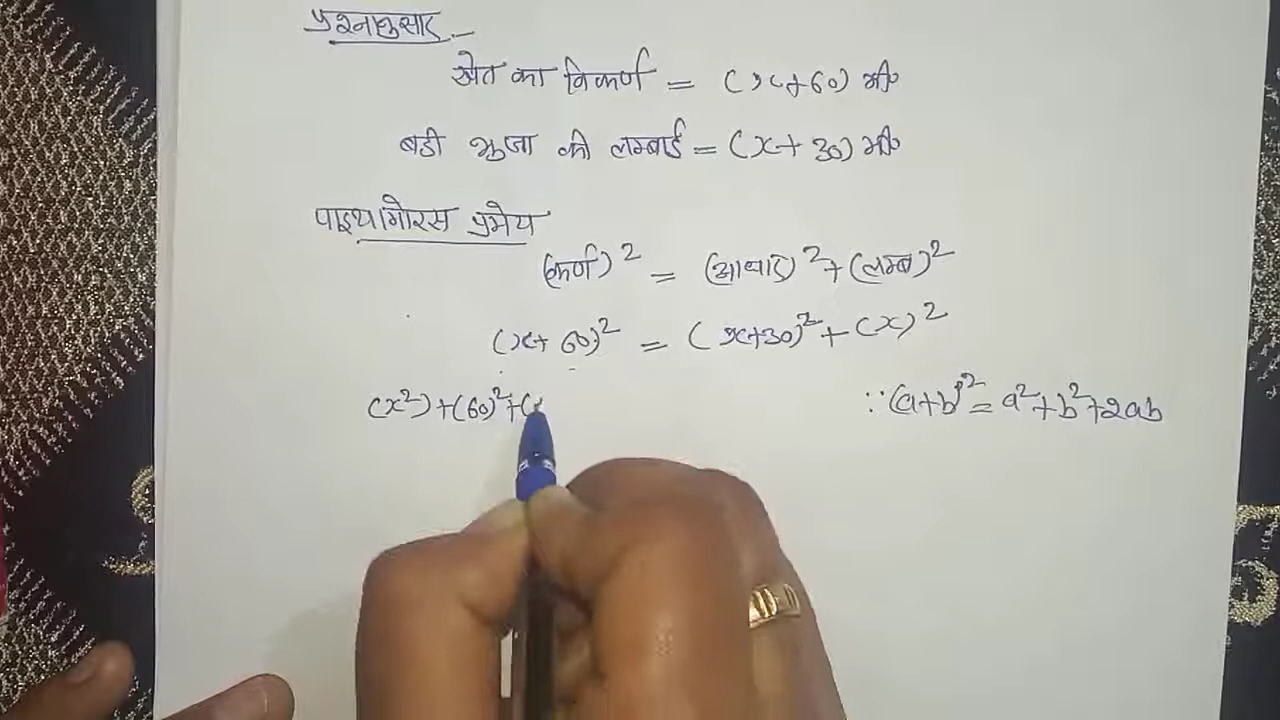 प्रश्नानुसार -
खेत का विकर्ण = (x+60) मी०
बडी भुजा की लम्बाई = (x+30) मी०
पाइथागोरस प्रमेय
(कर्ण)² = (आधार)² + (लम्ब)²
(x+60)² = (x+30)² + (x)²
(x²)+(60)²+(
∵ (a+b)² = a²+b²+2ab